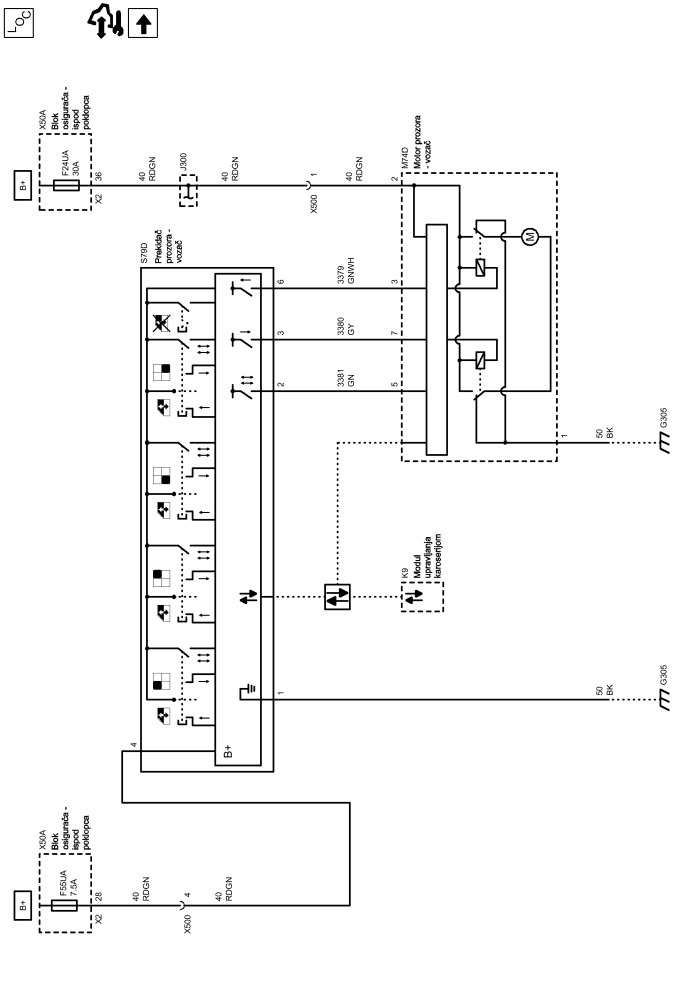 LOC
B+
X50A
Blok
osigurača -
ispod
poklopca
F24UA
30A
X2
36
40
RDGN
J300
40
RDGN
X500
1
40
RDGN
2
M74D
Motor prozora
- vozač
M
S79D
Prekidač
prozora -
vozač
6
3379
GNWH
3
3
3380
GY
7
2
3381
GN
5
1
50
BK
G305
K9
Modul
upravljanja
karoserijom
1
50
BK
G305
4
B+
B+
X50A
Blok
osigurača -
ispod
poklopca
F55UA
7.5A
X2
28
40
RDGN
X500
4
40
RDGN